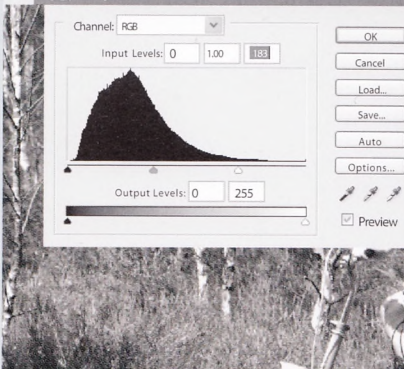 Channel: RGB
Input Levels: 0 1.00 183
Output Levels: 0 255
OK
Cancel
Load...
Save...
Auto
Options...
Preview